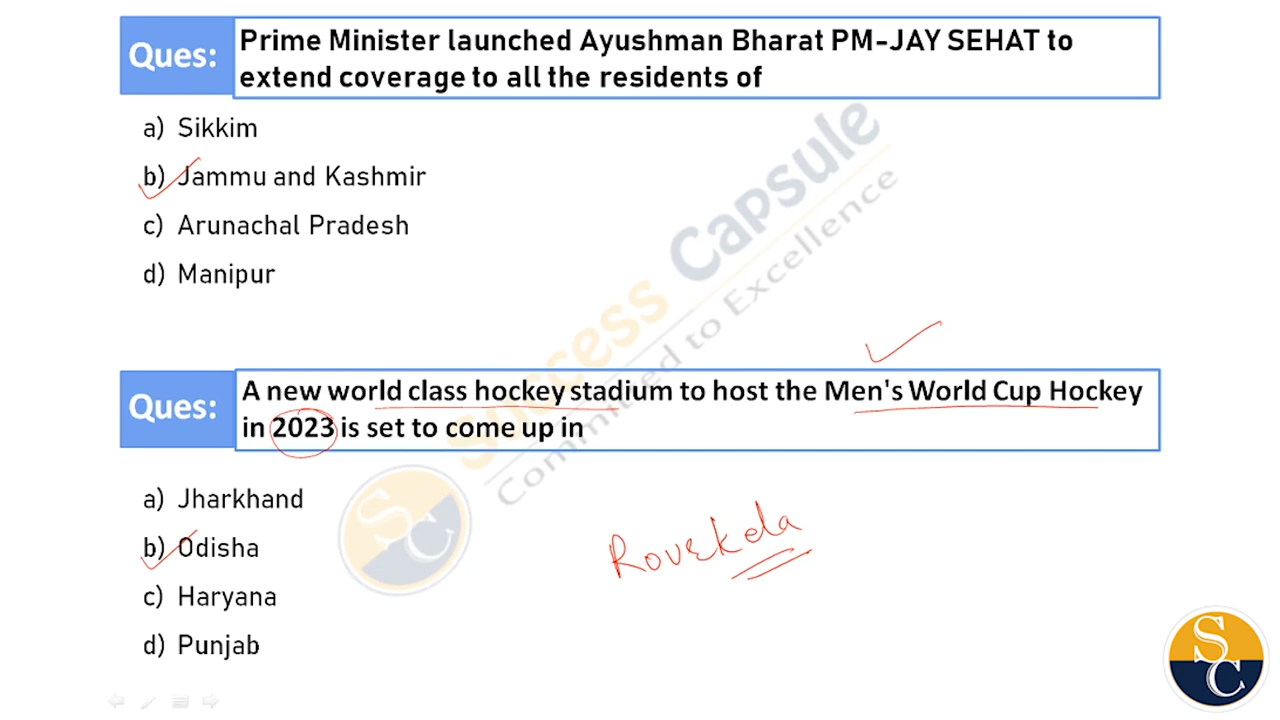 Ques:
Prime Minister launched Ayushman Bharat PM-JAY SEHAT to
extend coverage to all the residents of
a) Sikkim
b) Jammu and Kashmir
c) Arunachal Pradesh
d) Manipur
Success Capsule
Committed to Excellence
Ques:
A new world class hockey stadium to host the Men's World Cup Hockey
in 2023 is set to come up in
a) Jharkhand
b) Odisha
c) Haryana
d) Punjab
Rourkela
SC
SC